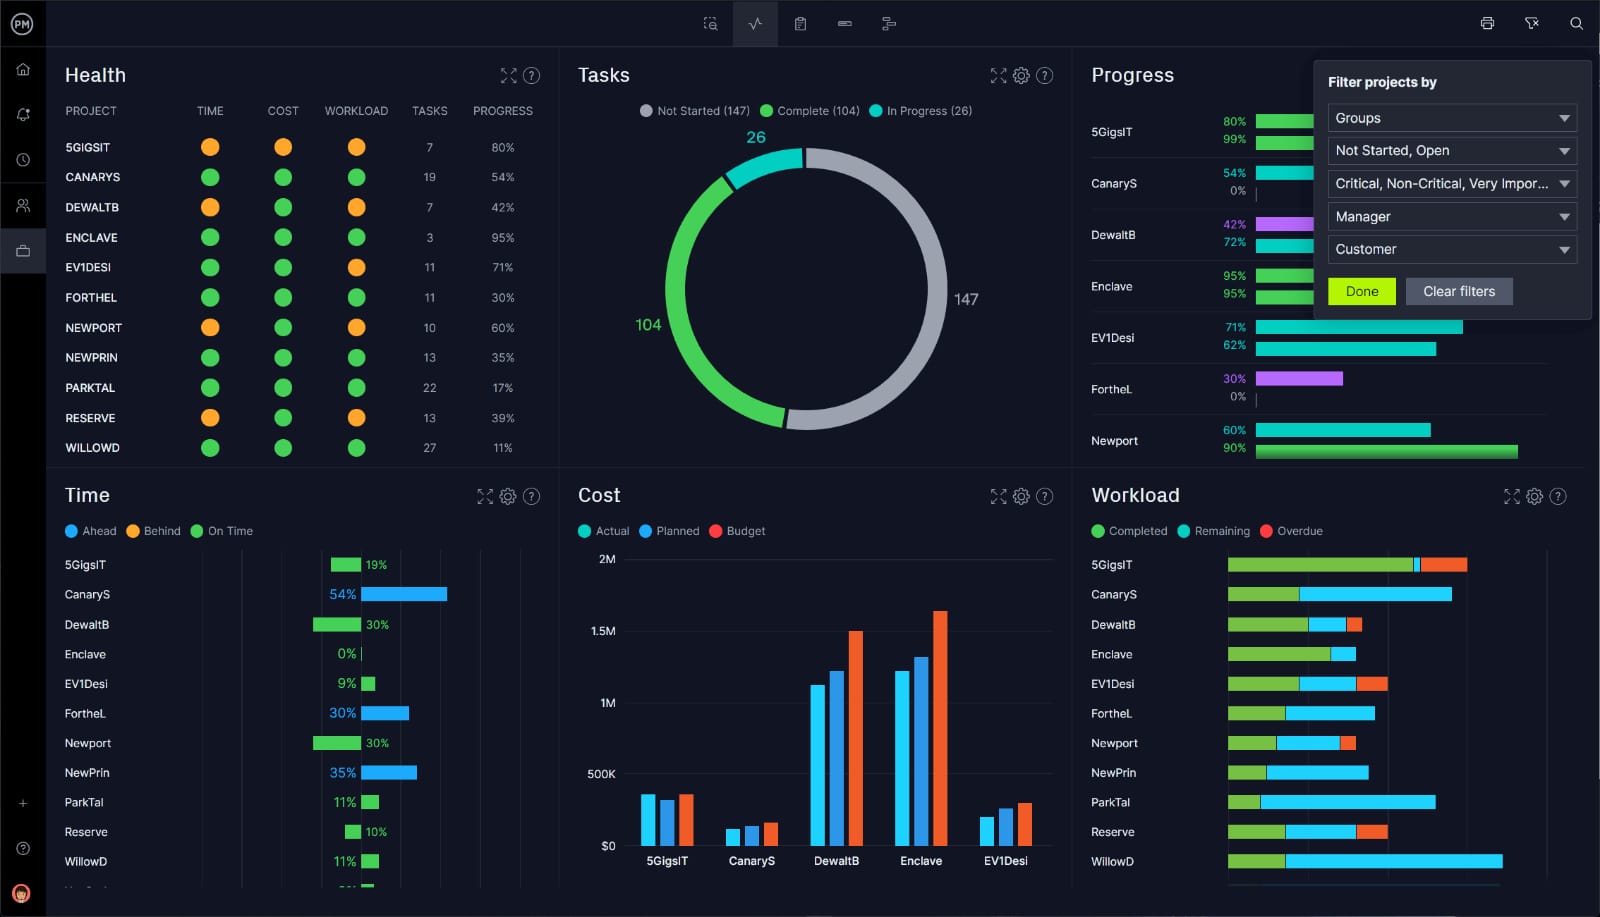 PM
Health
PROJECT TIME COST WORKLOAD TASKS PROGRESS
5GIGSIT 7 80%
CANARYS 19 54%
DEWALTB 7 42%
ENCLAVE 3 95%
EV1DESI 11 71%
FORTHEL 11 30%
NEWPORT 10 60%
NEWPRIN 13 35%
PARKTAL 22 17%
RESERVE 13 39%
WILLOWD 27 11%
Tasks
Not Started (147) Complete (104) In Progress (26)
26
147
104
Progress
5GigsIT 80% 99%
CanaryS 54% 0%
DewaltB 42% 72%
Enclave 95% 95%
EV1Desi 71% 62%
FortheL 30% 0%
Newport 60% 90%
Filter projects by
Groups
Not Started, Open
Critical, Non-Critical, Very Impor...
Manager
Customer
Done Clear filters
Time
Ahead Behind On Time
5GigsIT 19%
CanaryS 54%
DewaltB 30%
Enclave 0%
EV1Desi 9%
FortheL 30%
Newport 30%
NewPrin 35%
ParkTal 11%
Reserve 10%
WillowD 11%
Cost
Actual Planned Budget
2M
1.5M
1M
500K
$0
5GigsIT CanaryS DewaltB Enclave EV1Desi
Workload
Completed Remaining Overdue
5GigsIT
CanaryS
DewaltB
Enclave
EV1Desi
FortheL
Newport
NewPrin
ParkTal
Reserve
WillowD